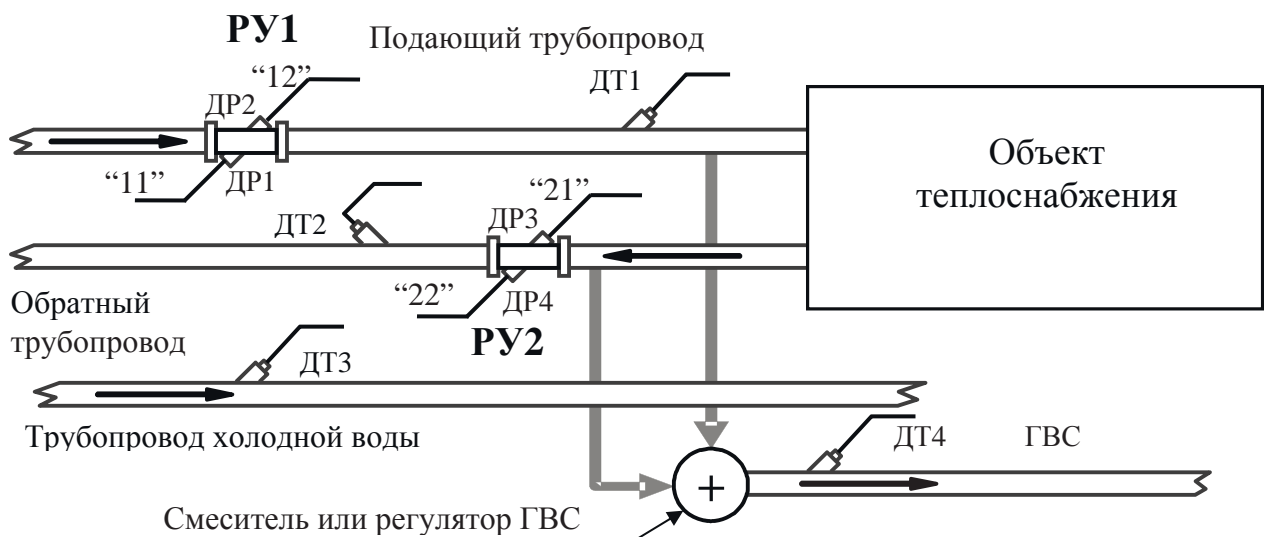 РУ1
Подающий трубопровод
“12”
ДТ1
ДР2
“11”
ДР1
Объект
теплоснабжения
“21”
ДТ2
ДР3
“22”
ДР4
РУ2
Обратный
трубопровод
ДТ3
Трубопровод холодной воды
ДТ4
ГВС
+
Смеситель или регулятор ГВС